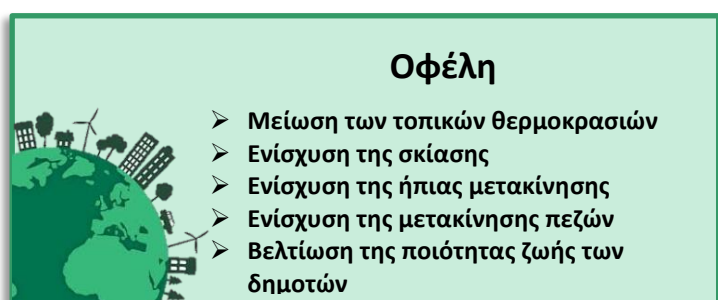 Οφέλη
➢ Μείωση των τοπικών θερμοκρασιών
➢ Ενίσχυση της σκίασης
➢ Ενίσχυση της ήπιας μετακίνησης
➢ Ενίσχυση της μετακίνησης πεζών
➢ Βελτίωση της ποιότητας ζωής των
δημοτών